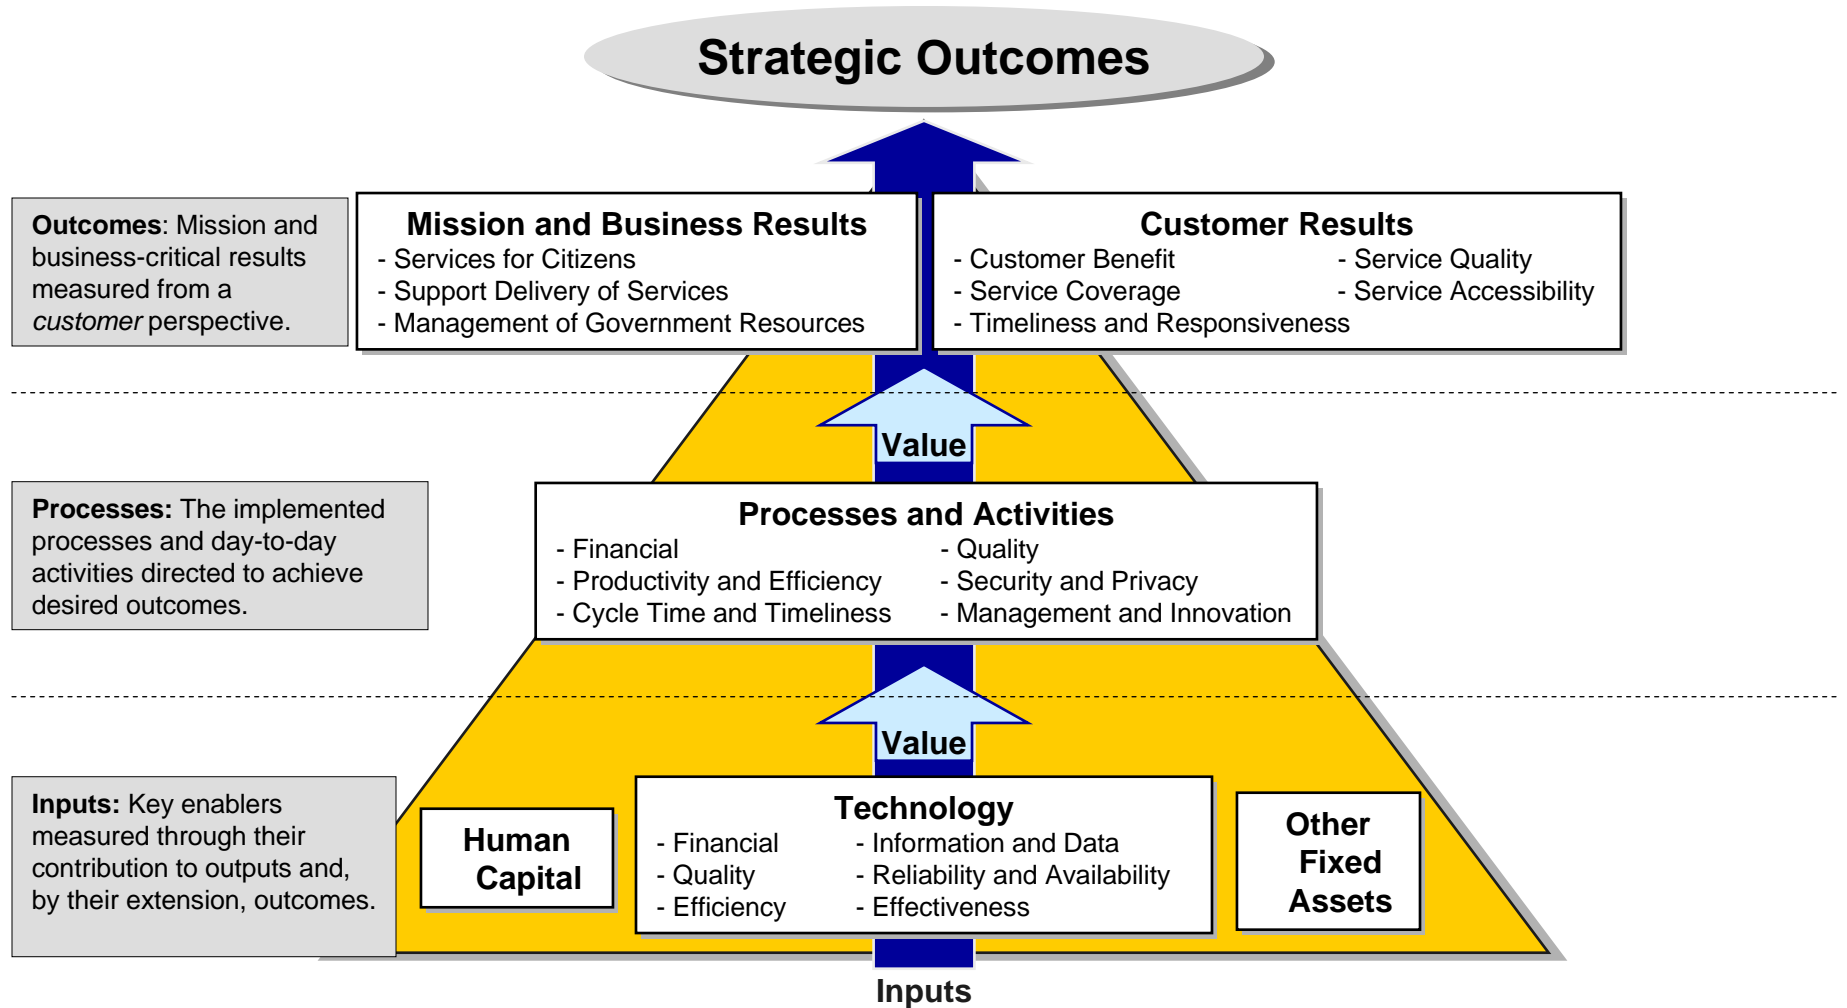 Strategic Outcomes
Outcomes: Mission and
business-critical results
measured from a
customer perspective.
Mission and Business Results
- Services for Citizens
- Support Delivery of Services
- Management of Government Resources
Customer Results
- Customer Benefit
- Service Coverage
- Timeliness and Responsiveness
- Service Quality
- Service Accessibility
Value
Processes: The implemented
processes and day-to-day
activities directed to achieve
desired outcomes.
Processes and Activities
- Financial
- Productivity and Efficiency
- Cycle Time and Timeliness
- Quality
- Security and Privacy
- Management and Innovation
Value
Inputs: Key enablers
measured through their
contribution to outputs and,
by their extension, outcomes.
Human
Capital
Technology
- Financial
- Quality
- Efficiency
- Information and Data
- Reliability and Availability
- Effectiveness
Other
Fixed
Assets
Inputs